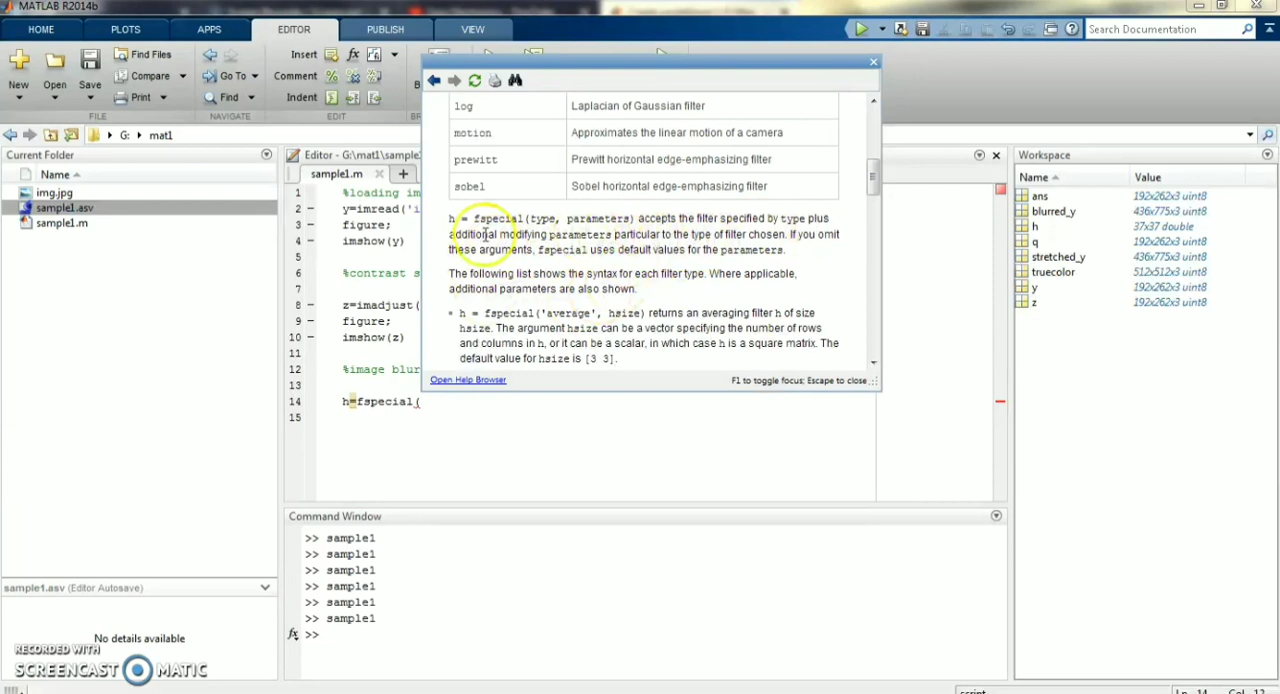 MATLAB R2014b
HOME PLOTS APPS EDITOR PUBLISH VIEW
Search Documentation
New Open Save
Find Files
Compare
Print
Go To
Find
Insert
Comment
Indent
FILE NAVIGATE EDIT
G: mat1
Current Folder
Name
img.jpg
sample1.asv
sample1.m
sample1.asv (Editor Autosave)
No details available
RECORDED WITH
SCREENCAST MATIC
Editor - G:\mat1\sample
sample1.m
1 %loading im
2 y=imread('i
3 figure;
4 imshow(y)
5
6 %contrast s
7
8 z=imadjust(
9 figure;
10 imshow(z)
11
12 %image blur
13
14 h=fspecial(
15
log Laplacian of Gaussian filter
motion Approximates the linear motion of a camera
prewitt Prewitt horizontal edge-emphasizing filter
sobel Sobel horizontal edge-emphasizing filter
h = fspecial(type, parameters) accepts the filter specified by type plus
additional modifying parameters particular to the type of filter chosen. If you omit
these arguments, fspecial uses default values for the parameters.
The following list shows the syntax for each filter type. Where applicable,
additional parameters are also shown.
h = fspecial('average', hsize) returns an averaging filter h of size
hsize. The argument hsize can be a vector specifying the number of rows
and columns in h, or it can be a scalar, in which case h is a square matrix. The
default value for hsize is [3 3].
Open Help Browser
F1 to toggle focus; Escape to close
Command Window
>> sample1
>> sample1
>> sample1
>> sample1
>> sample1
>> sample1
fx >>
Workspace
Name Value
ans 192x262x3 uint8
blurred_y 436x775x3 uint8
h 37x37 double
q 192x262x3 uint8
stretched_y 436x775x3 uint8
truecolor 512x512x3 uint8
y 192x262x3 uint8
z 192x262x3 uint8
script
Ln 14 Col 12